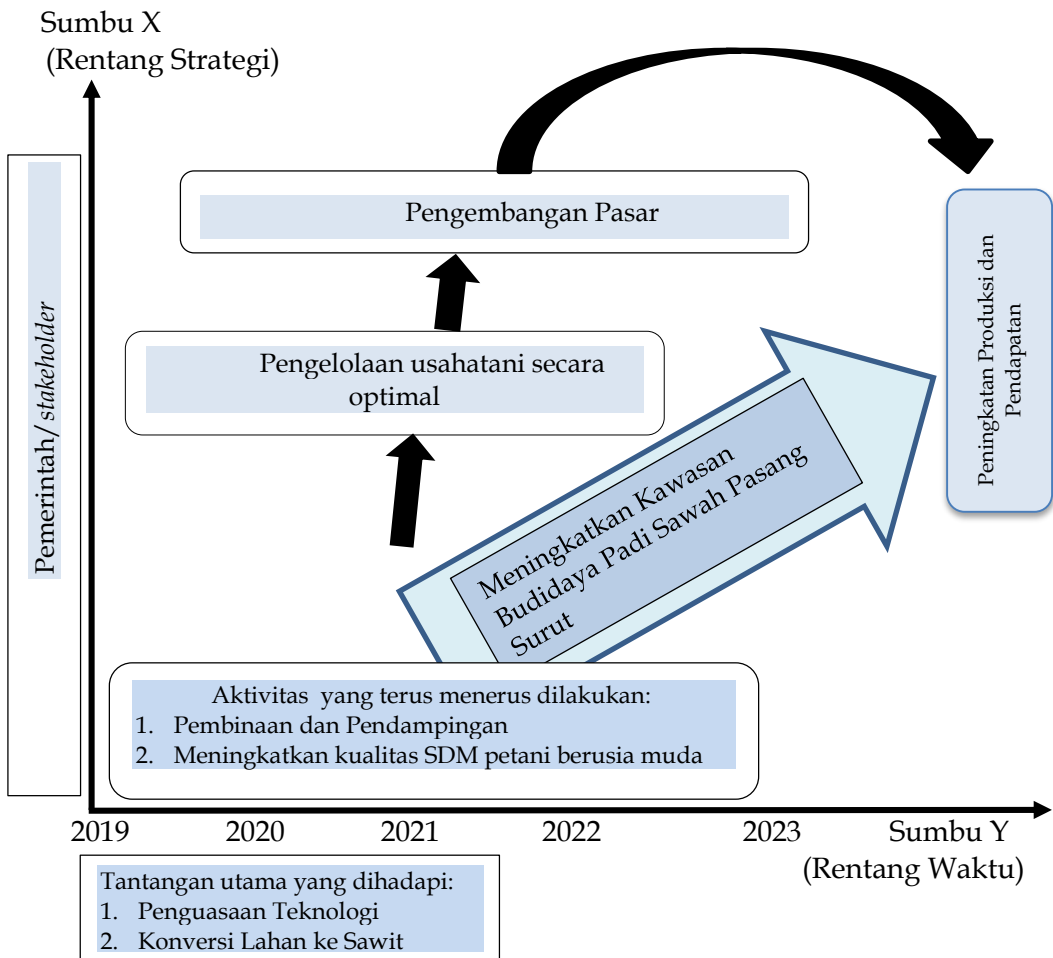 Sumbu X
(Rentang Strategi)
Pemerintah/ stakeholder
Pengembangan Pasar
Pengelolaan usahatani secara
optimal
Meningkatkan Kawasan
Budidaya Padi Sawah Pasang
Surut
Peningkatan Produksi dan
Pendapatan
Aktivitas yang terus menerus dilakukan:
1. Pembinaan dan Pendampingan
2. Meningkatkan kualitas SDM petani berusia muda
2019 2020 2021 2022 2023 Sumbu Y
(Rentang Waktu)
Tantangan utama yang dihadapi:
1. Penguasaan Teknologi
2. Konversi Lahan ke Sawit